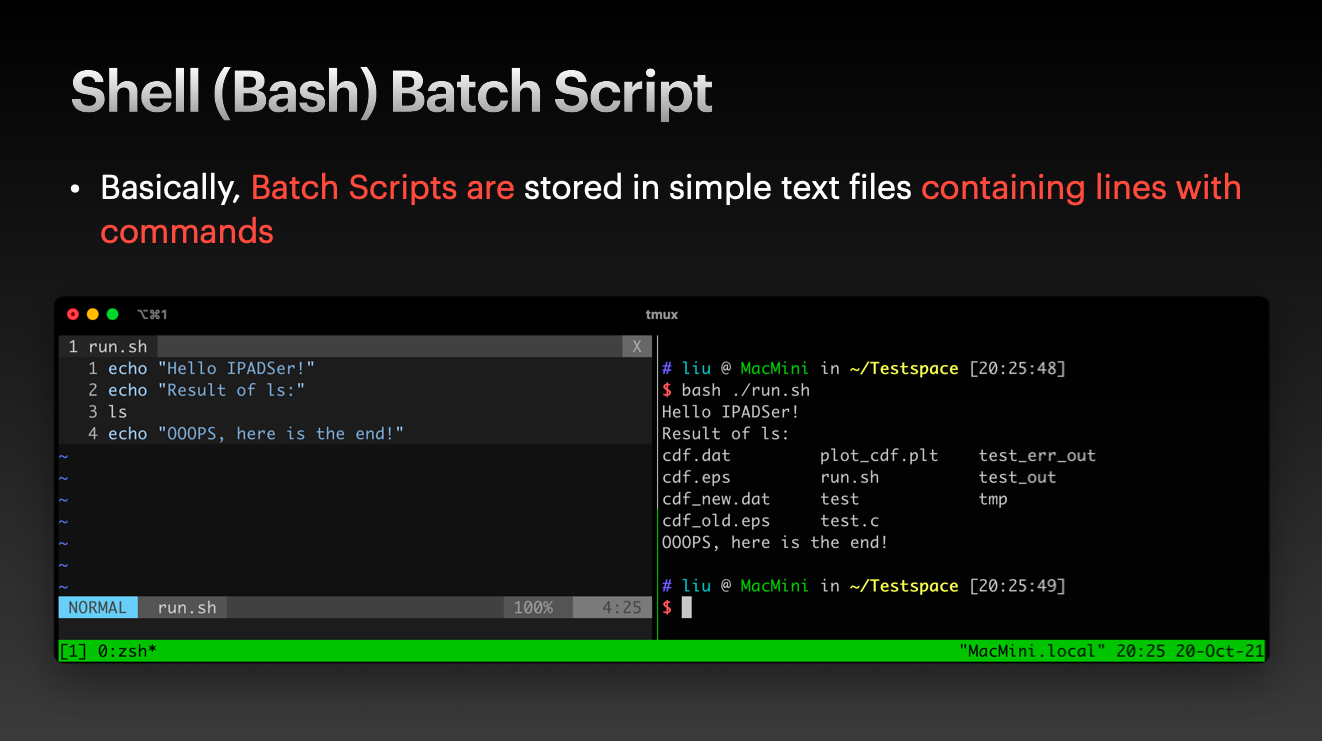 Shell (Bash) Batch Script
• Basically, Batch Scripts are stored in simple text files containing lines with
commands
⌥⌘1
tmux
1 run.sh X
1 echo "Hello IPADSer!"
2 echo "Result of ls:"
3 ls
4 echo "OOOPS, here is the end!"
~
~
~
~
~
~
~
NORMAL run.sh 100% 4:25
# liu @ MacMini in ~/Testspace [20:25:48]
$ bash ./run.sh
Hello IPADSer!
Result of ls:
cdf.dat plot_cdf.plt test_err_out
cdf.eps run.sh test_out
cdf_new.dat test tmp
cdf_old.eps test.c
OOOPS, here is the end!
# liu @ MacMini in ~/Testspace [20:25:49]
$
[1] 0:zsh* "MacMini.local" 20:25 20-Oct-21